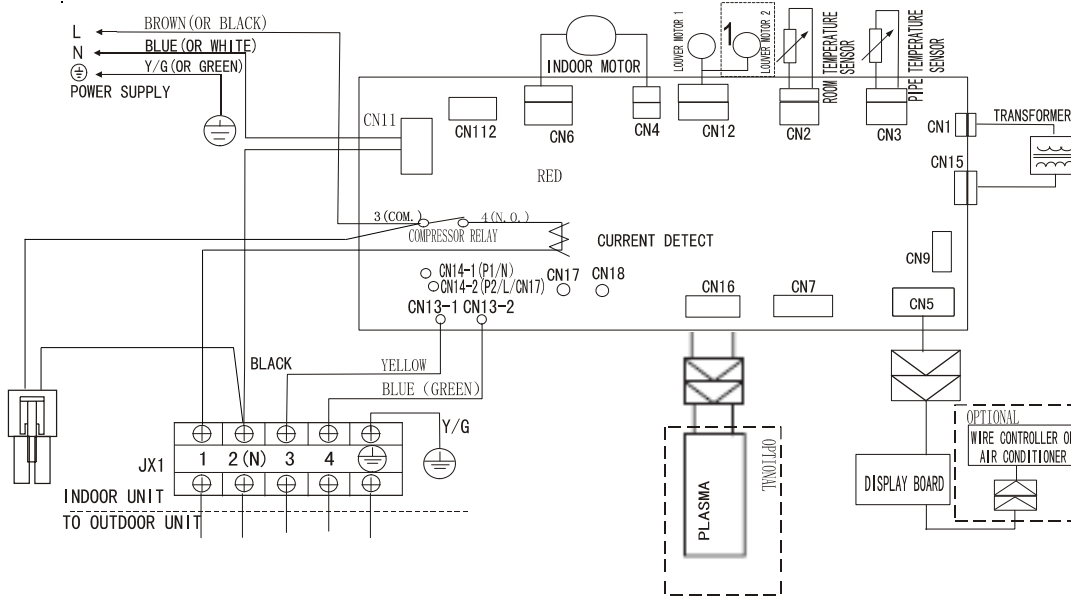 L
BROWN(OR BLACK)
N
BLUE(OR WHITE)
Y/G(OR GREEN)
POWER SUPPLY
INDOOR MOTOR
LOUVER MOTOR 1
1
LOUVER MOTOR 2
ROOM TEMPERATURE
SENSOR
PIPE TEMPERATURE
SENSOR
CN11
CN112
CN6
CN4
CN12
CN2
CN3
CN1
TRANSFORMER
CN15
RED
3(COM.)
4(N.O.)
COMPRESSOR RELAY
CURRENT DETECT
CN14-1(P1/N)
CN14-2(P2/L/CN17)
CN13-1
CN13-2
CN17
CN18
CN16
CN7
CN9
CN5
BLACK
YELLOW
BLUE (GREEN)
Y/G
JX1
1
2(N)
3
4
INDOOR UNIT
TO OUTDOOR UNIT
PLASMA
OPTIONAL
DISPLAY BOARD
OPTIONAL
WIRE CONTROLLER
AIR CONDITIONER